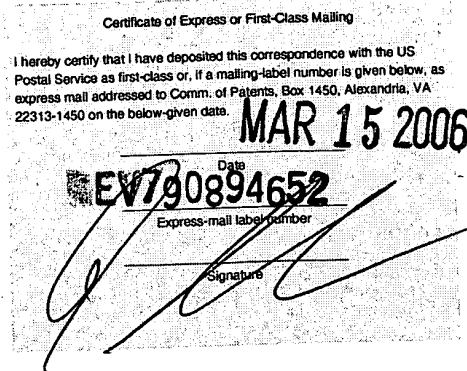 Certificate of Express or First-Class Mailing
I hereby certify that I have deposited this correspondence with the US
Postal Service as first-class or, if a mailing-label number is given below, as
express mail addressed to Comm. of Patents, Box 1450, Alexandria, VA
22313-1450 on the below-given date.
MAR 15 2006
Date
EV790894652
Express-mail label number
Signature